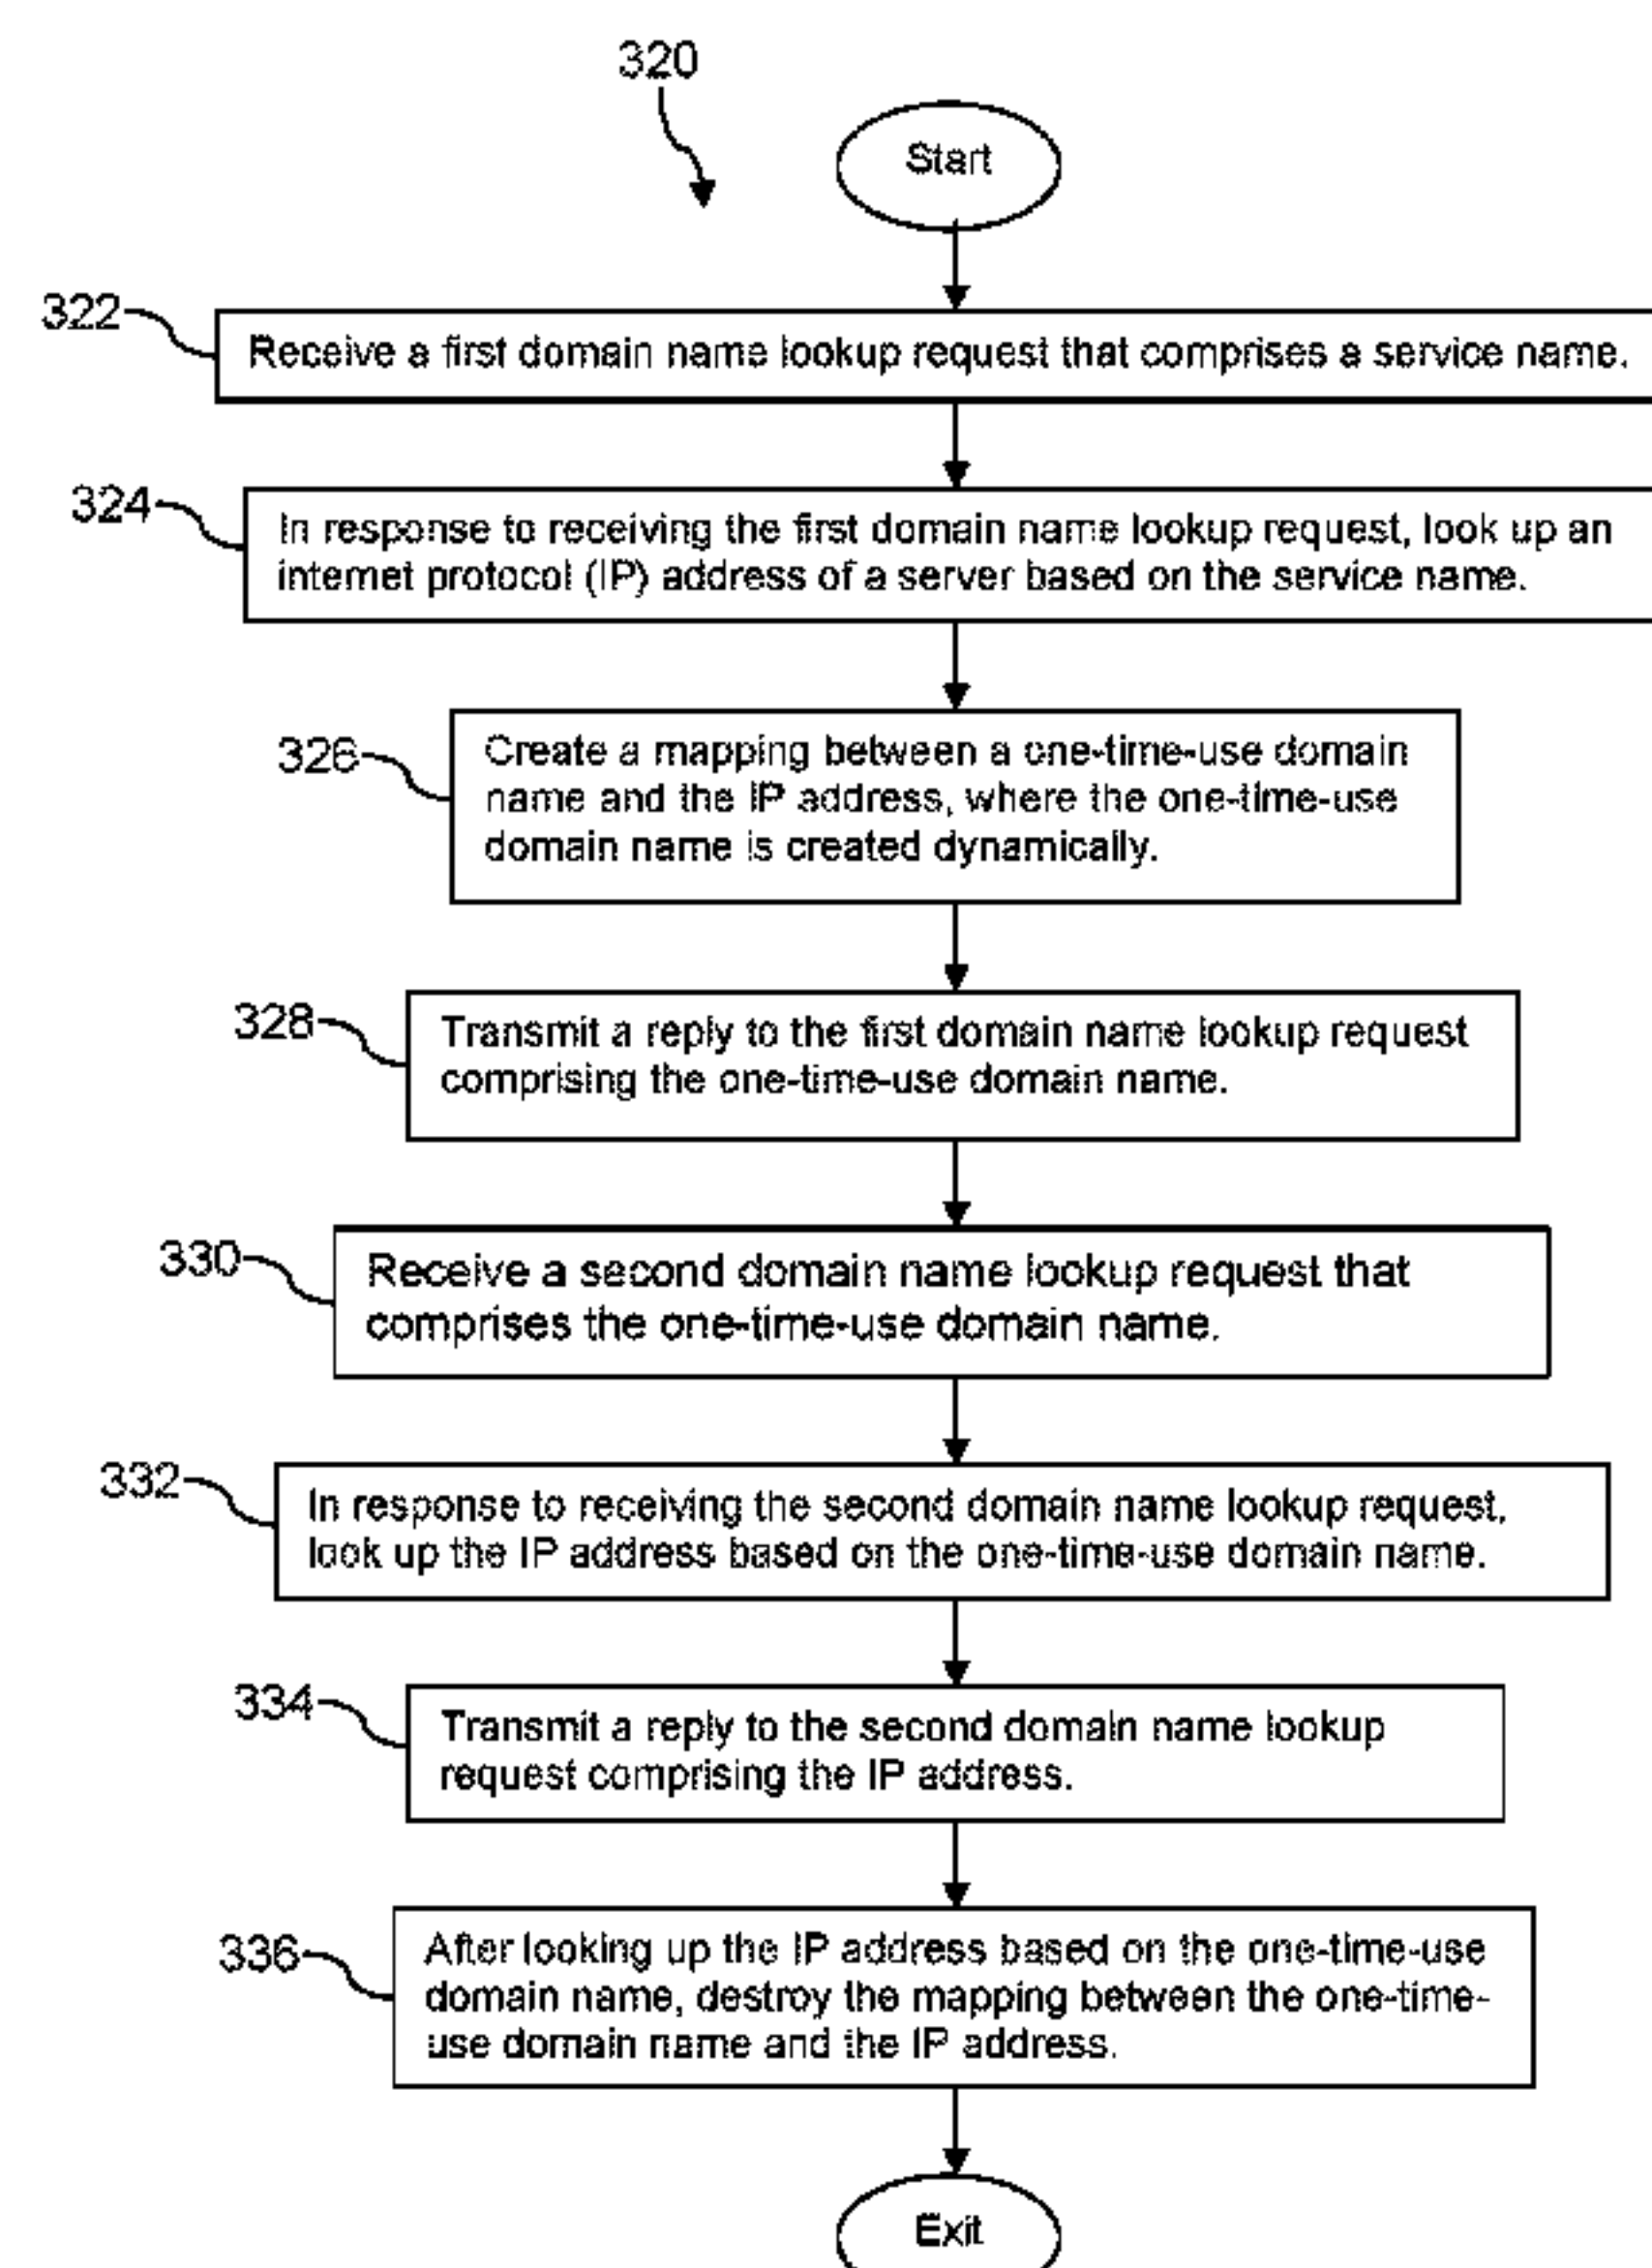 320
Start
322
Receive a first domain name lookup request that comprises a service name.
324
In response to receiving the first domain name lookup request, look up an
internet protocol (IP) address of a server based on the service name.
326
Create a mapping between a one-time-use domain
name and the IP address, where the one-time-use
domain name is created dynamically.
328
Transmit a reply to the first domain name lookup request
comprising the one-time-use domain name.
330
Receive a second domain name lookup request that
comprises the one-time-use domain name.
332
In response to receiving the second domain name lookup request,
look up the IP address based on the one-time-use domain name.
334
Transmit a reply to the second domain name lookup
request comprising the IP address.
336
After looking up the IP address based on the one-time-use
domain name, destroy the mapping between the one-time-
use domain name and the IP address.
Exit